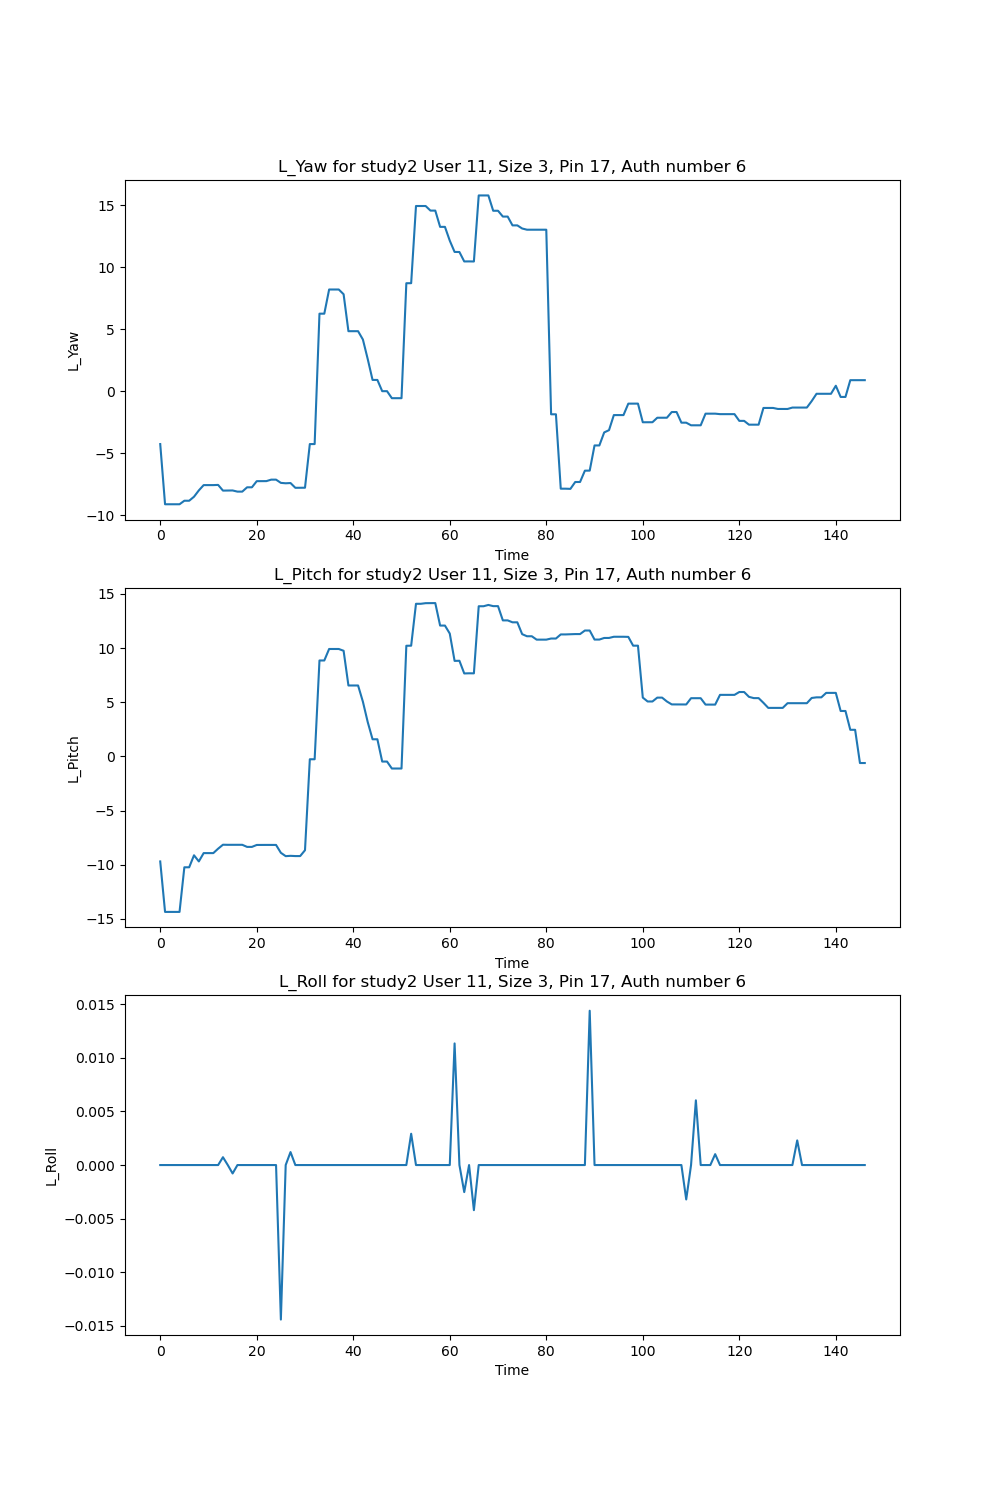 L_Yaw for study2 User 11, Size 3, Pin 17, Auth number 6
15
10
5
0
−5
−10
L_Yaw
0 20 40 60 80 100 120 140
Time
L_Pitch for study2 User 11, Size 3, Pin 17, Auth number 6
15
10
5
0
−5
−10
−15
L_Pitch
0 20 40 60 80 100 120 140
Time
L_Roll for study2 User 11, Size 3, Pin 17, Auth number 6
0.015
0.010
0.005
0.000
−0.005
−0.010
−0.015
L_Roll
0 20 40 60 80 100 120 140
Time